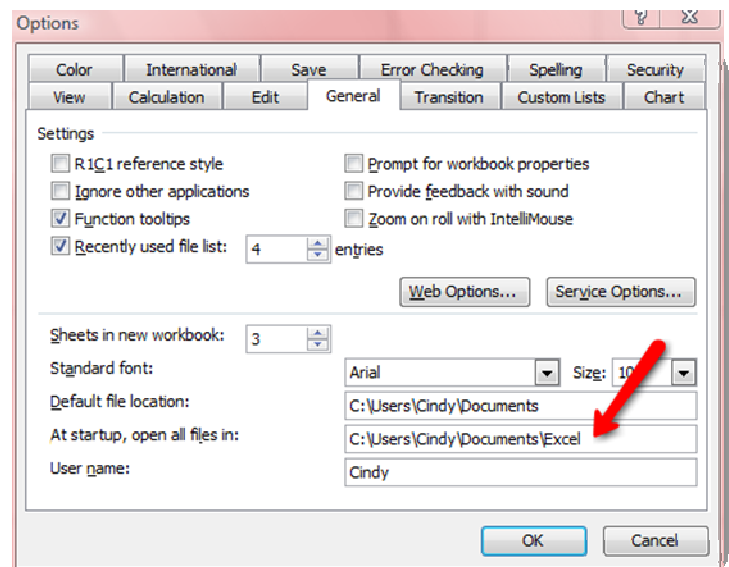 Options
Color International Save Error Checking Spelling Security
View Calculation Edit General Transition Custom Lists Chart
Settings
R1C1 reference style Prompt for workbook properties
Ignore other applications Provide feedback with sound
Function tooltips Zoom on roll with IntelliMouse
Recently used file list: 4 entries
Web Options... Service Options...
Sheets in new workbook: 3
Standard font: Arial Size:
Default file location: C:\Users\Cindy\Documents
At startup, open all files in: C:\Users\Cindy\Documents\Excel
User name: Cindy
OK Cancel